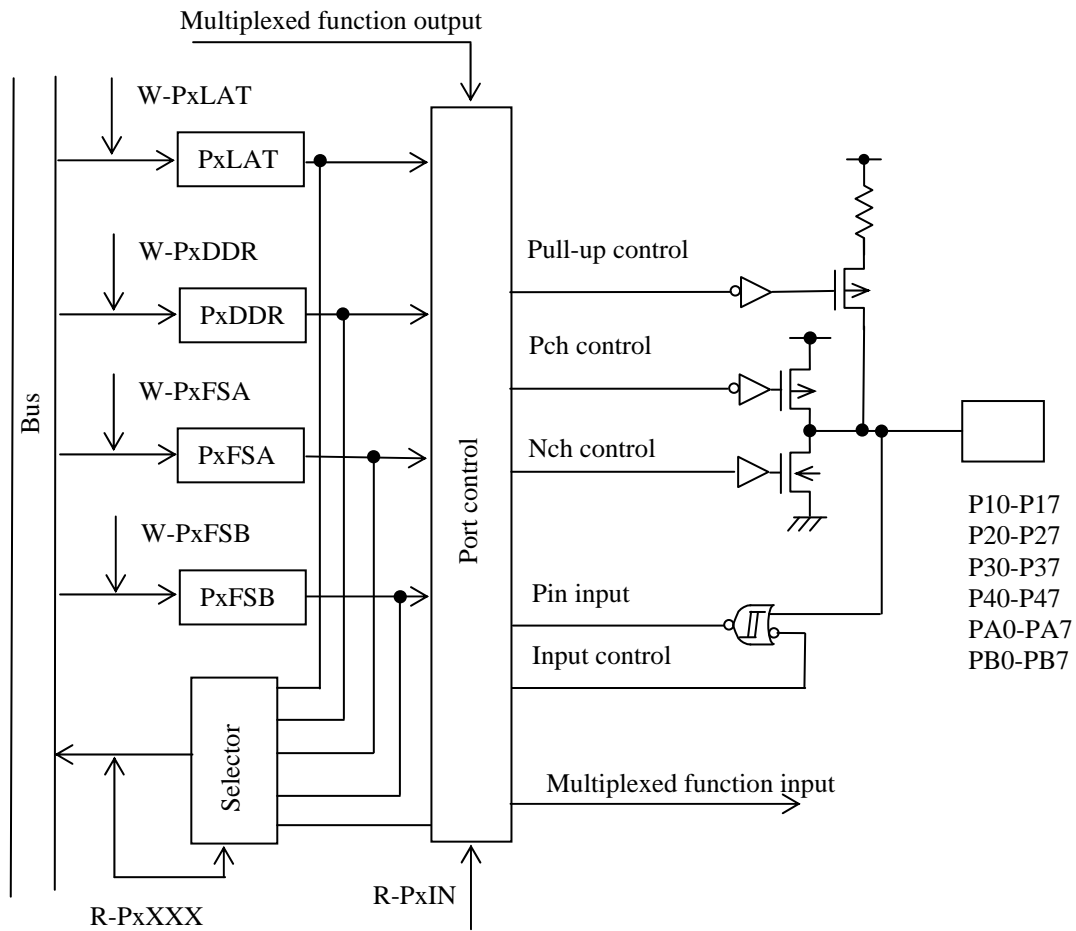 Multiplexed function output
W-PxLAT
PxLAT
W-PxDDR
PxDDR
Pull-up control
Pch control
W-PxFSA
PxFSA
Bus
Nch control
Port control
W-PxFSB
PxFSB
Pin input
Input control
P10-P17
P20-P27
P30-P37
P40-P47
PA0-PA7
PB0-PB7
Selector
Multiplexed function input
R-PxIN
R-PxXXX